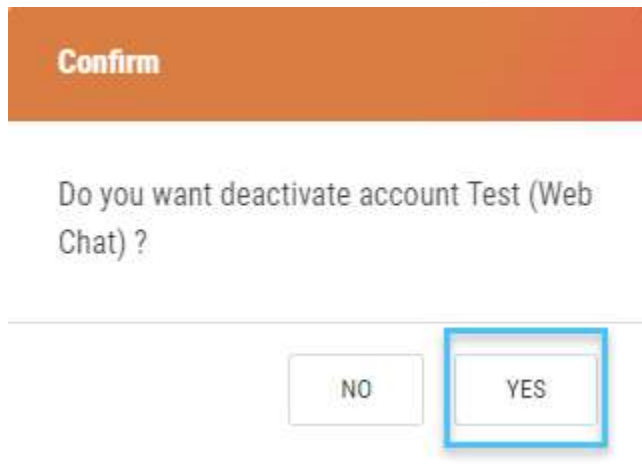 Confirm
Do you want deactivate account Test (Web
Chat) ?
NO
YES